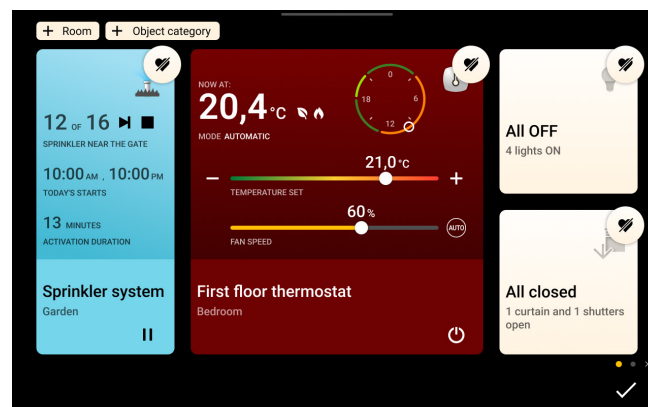 + Room + Object category
12 OF 16
SPRINKLER NEAR THE GATE
10:00 AM , 10:00 PM
TODAY'S STARTS
13 MINUTES
ACTIVATION DURATION
Sprinkler system
Garden
NOW AT:
20,4 °C
MODE AUTOMATIC
0
18 6
12
21,0 °C
− +
TEMPERATURE SET
60 %
AUTO
FAN SPEED
First floor thermostat
Bedroom
All OFF
4 lights ON
All closed
1 curtain and 1 shutters
open